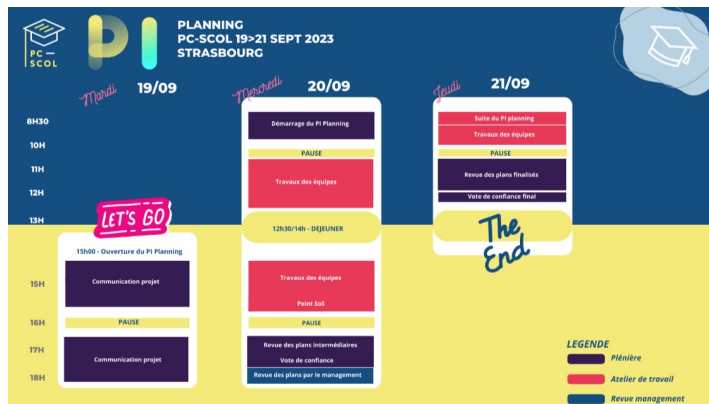 PC —
SCOL
PI
PLANNING
PC-SCOL 19>21 SEPT 2023
STRASBOURG
Mardi 19/09
Mercredi 20/09
Jeudi 21/09
8H30
10H
11H
12H
13H
15H
16H
17H
18H
LET'S GO
15h00 - Ouverture du PI Planning
Communication projet
PAUSE
Communication projet
Démarrage du PI Planning
PAUSE
Travaux des équipes
12h30/14h - DEJEUNER
Travaux des équipes
Point SoS
PAUSE
Revue des plans intermédiaires
Vote de confiance
Revue des plans par le management
Suite du PI planning
Travaux des équipes
PAUSE
Revue des plans finalisés
Vote de confiance final
The
End
LEGENDE
Plénière
Atelier de travail
Revue management